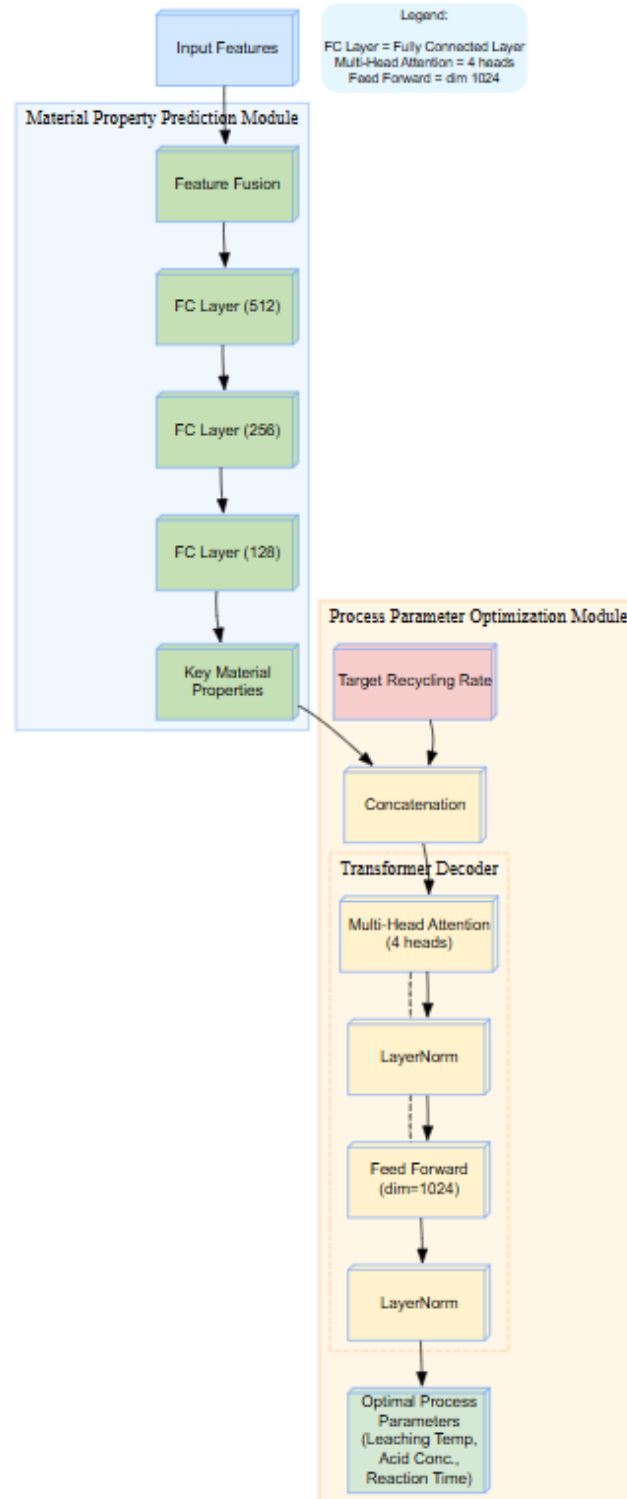 Legend:
FC Layer = Fully Connected Layer
Multi-Head Attention = 4 heads
Feed Forward = dim 1024
Input Features
Material Property Prediction Module
Feature Fusion
FC Layer (512)
FC Layer (256)
FC Layer (128)
Key Material
Properties
Process Parameter Optimization Module
Target Recycling Rate
Concatenation
Transformer Decoder
Multi-Head Attention
(4 heads)
LayerNorm
Feed Forward
(dim=1024)
LayerNorm
Optimal Process
Parameters
(Leaching Temp,
Acid Conc.,
Reaction Time)